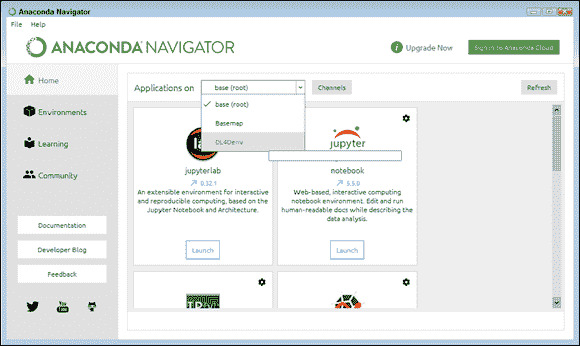 Anaconda Navigator
File Help
ANACONDA NAVIGATOR
Upgrade Now
Sign in to Anaconda Cloud
Home
Environments
Learning
Community
Documentation
Developer Blog
Feedback
Applications on
base (root)
Channels
Refresh
base (root)
Basemap
DL4Denv
jupyterlab
0.32.1
An extensible environment for interactive
and reproducible computing, based on the
Jupyter Notebook and Architecture.
Launch
jupyter
notebook
5.5.0
Web-based, interactive computing
notebook environment. Edit and run
human-readable docs while describing the
data analysis.
Launch